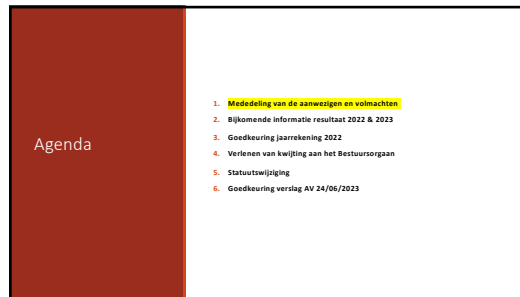 Agenda
1. Mededeling van de aanwezigen en volmachten
2. Bijkomende informatie resultaat 2022 & 2023
3. Goedkeuring jaarrekening 2022
4. Verlenen van kwijting aan het Bestuursorgaan
5. Statuutswijziging
6. Goedkeuring verslag AV 24/06/2023